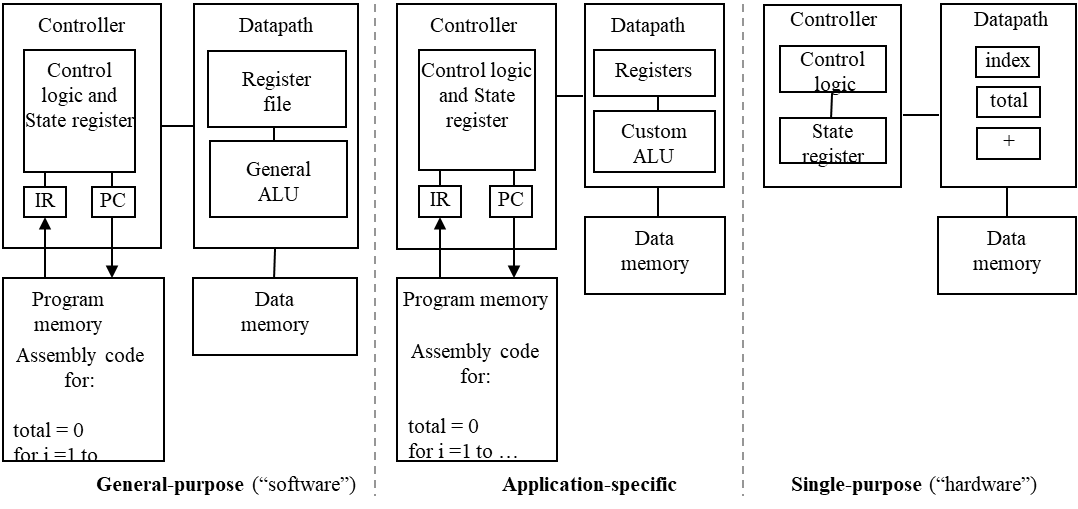 Controller
Control
logic and
State register
IR
PC
Datapath
Register
file
General
ALU
Program
memory
Assembly code
for:
total = 0
for i =1 to
Data
memory
General-purpose (“software”)
Controller
Control logic
and State
register
IR
PC
Datapath
Registers
Custom
ALU
Data
memory
Program memory
Assembly code
for:
total = 0
for i =1 to …
Application-specific
Controller
Control
logic
State
register
Datapath
index
total
+
Data
memory
Single-purpose (“hardware”)